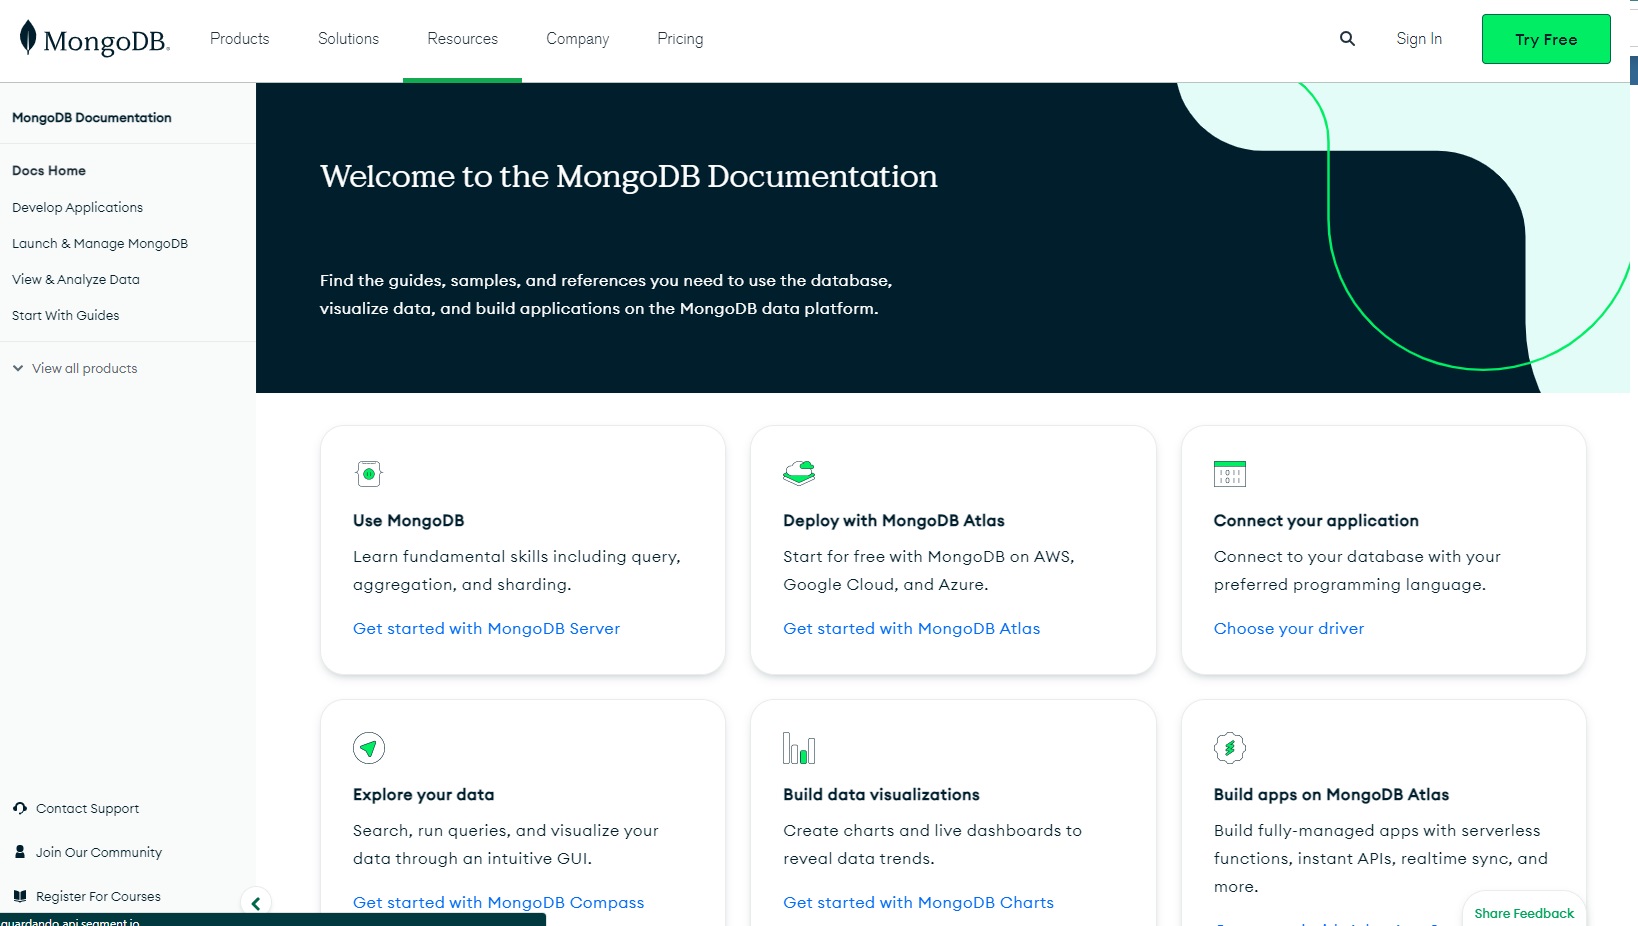 MongoDB.
Products
Solutions
Resources
Company
Pricing
Sign In
Try Free
MongoDB Documentation
Docs Home
Develop Applications
Launch & Manage MongoDB
View & Analyze Data
Start With Guides
View all products
Contact Support
Join Our Community
Register For Courses
Welcome to the MongoDB Documentation
Find the guides, samples, and references you need to use the database,
visualize data, and build applications on the MongoDB data platform.
Use MongoDB
Learn fundamental skills including query,
aggregation, and sharding.
Get started with MongoDB Server
Deploy with MongoDB Atlas
Start for free with MongoDB on AWS,
Google Cloud, and Azure.
Get started with MongoDB Atlas
1011
1011
Connect your application
Connect to your database with your
preferred programming language.
Choose your driver
Explore your data
Search, run queries, and visualize your
data through an intuitive GUI.
Get started with MongoDB Compass
Build data visualizations
Create charts and live dashboards to
reveal data trends.
Get started with MongoDB Charts
Build apps on MongoDB Atlas
Build fully-managed apps with serverless
functions, instant APIs, realtime sync, and
more.
Share Feedback
guardando api.segment.io